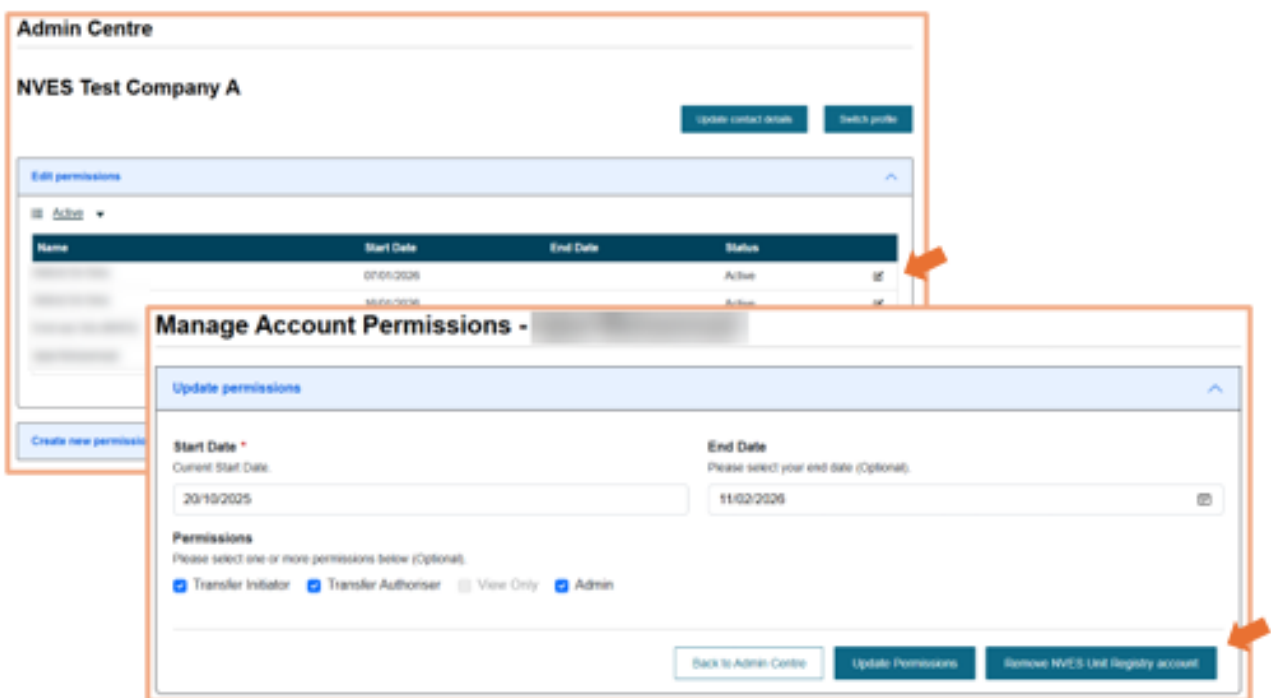 Admin Centre
NVES Test Company A
Update contact details Switch profile
Edit permissions
Active
Name Start Date End Date Status
07/01/2026 Active
Active
Manage Account Permissions -
Update permissions
Create new
Start Date * End Date
Current Start Date. Please select your end date (Optional).
20/10/2025 11/02/2026
Permissions
Please select one or more permissions below (Optional).
Transfer Initiator Transfer Authoriser View Only Admin
Back to Admin Centre Update Permissions Remove NVES Unit Registry account